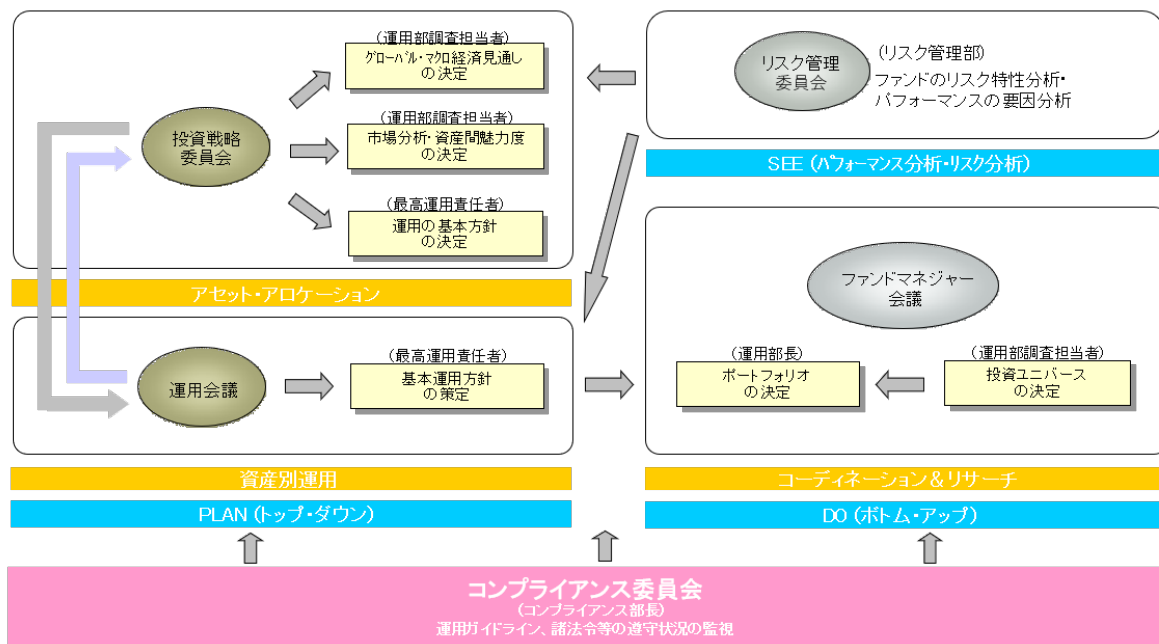 (運用部調査担当者)
グローバル・マクロ経済見通し
の決定
投資戦略
委員会
(運用部調査担当者)
市場分析・資産間魅力度
の決定
(最高運用責任者)
運用の基本方針
の決定
アセット・アロケーション
運用会議
(最高運用責任者)
基本運用方針
の策定
資産別運用
PLAN (トップ・ダウン)
リスク管理
委員会
(リスク管理部)
ファンドのリスク特性分析・
パフォーマンスの要因分析
SEE (パフォーマンス分析・リスク分析)
ファンドマネジャー
会議
(運用部長)
ポートフォリオ
の決定
(運用部調査担当者)
投資ユニバース
の決定
コーディネーション＆リサーチ
DO (ボトム・アップ)
コンプライアンス委員会
(コンプライアンス部長)
運用ガイドライン、諸法令等の遵守状況の監視